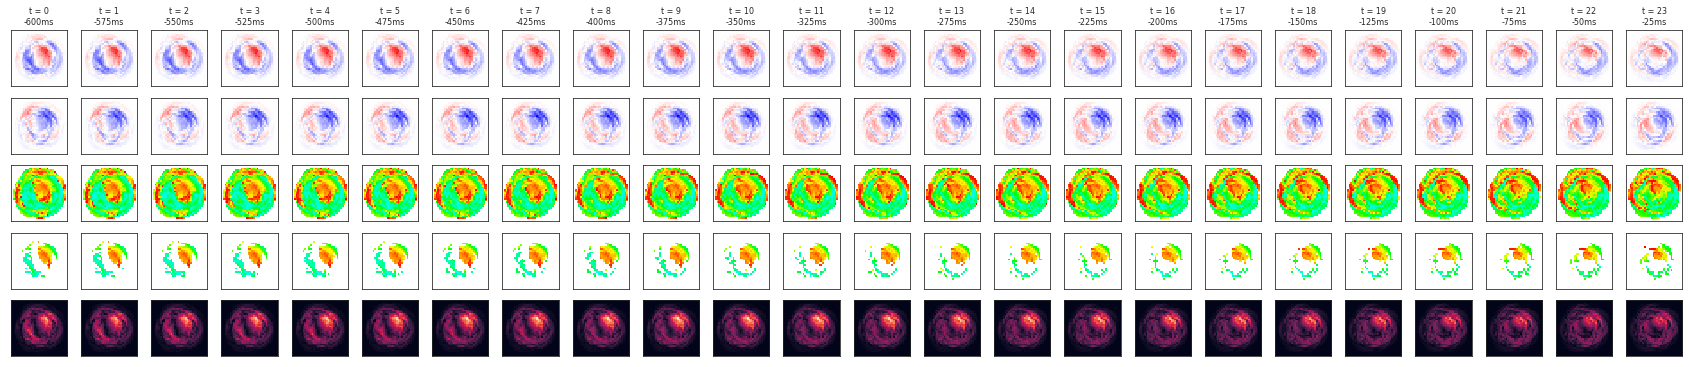 t = 0 t = 1 t = 2 t = 3 t = 4 t = 5 t = 6 t = 7 t = 8 t = 9 t = 10 t = 11 t = 12 t = 13 t = 14 t = 15 t = 16 t = 17 t = 18 t = 19 t = 20 t = 21 t = 22 t = 23
-600ms -575ms -550ms -525ms -500ms -475ms -450ms -425ms -400ms -375ms -350ms -325ms -300ms -275ms -250ms -225ms -200ms -175ms -150ms -125ms -100ms -75ms -50ms -25ms